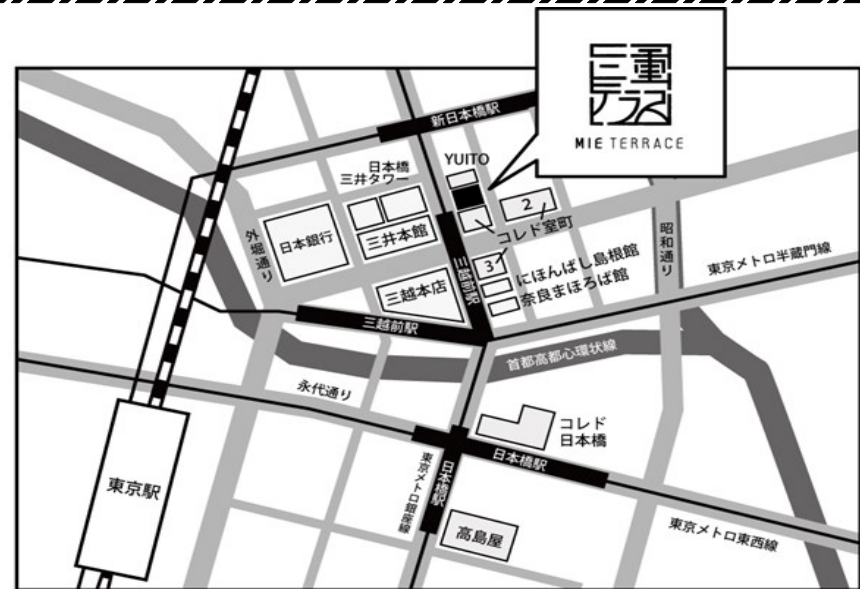 三重
テラス
MIE TERRACE
新日本橋駅
YUITO
日本橋
三井タワー
2
コレド室町
外堀通り
日本銀行
三井本館
三越前駅
3
昭和通り
にほんばし島根館
奈良まほろば館
東京メトロ半蔵門線
三越本店
三越前駅
首都高都心環状線
永代通り
コレド
日本橋
東京駅
東京メトロ銀座線
日本橋駅
日本橋駅
高島屋
東京メトロ東西線